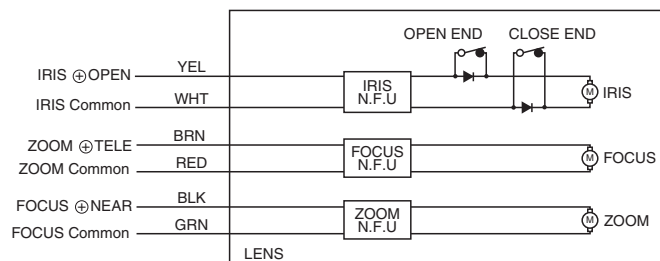 OPEN END CLOSE END
IRIS ⊕OPEN YEL
IRIS N.F.U
M IRIS
IRIS Common WHT
ZOOM ⊕TELE BRN
FOCUS N.F.U
M FOCUS
ZOOM Common RED
FOCUS ⊕NEAR BLK
ZOOM N.F.U
M ZOOM
FOCUS Common GRN
LENS